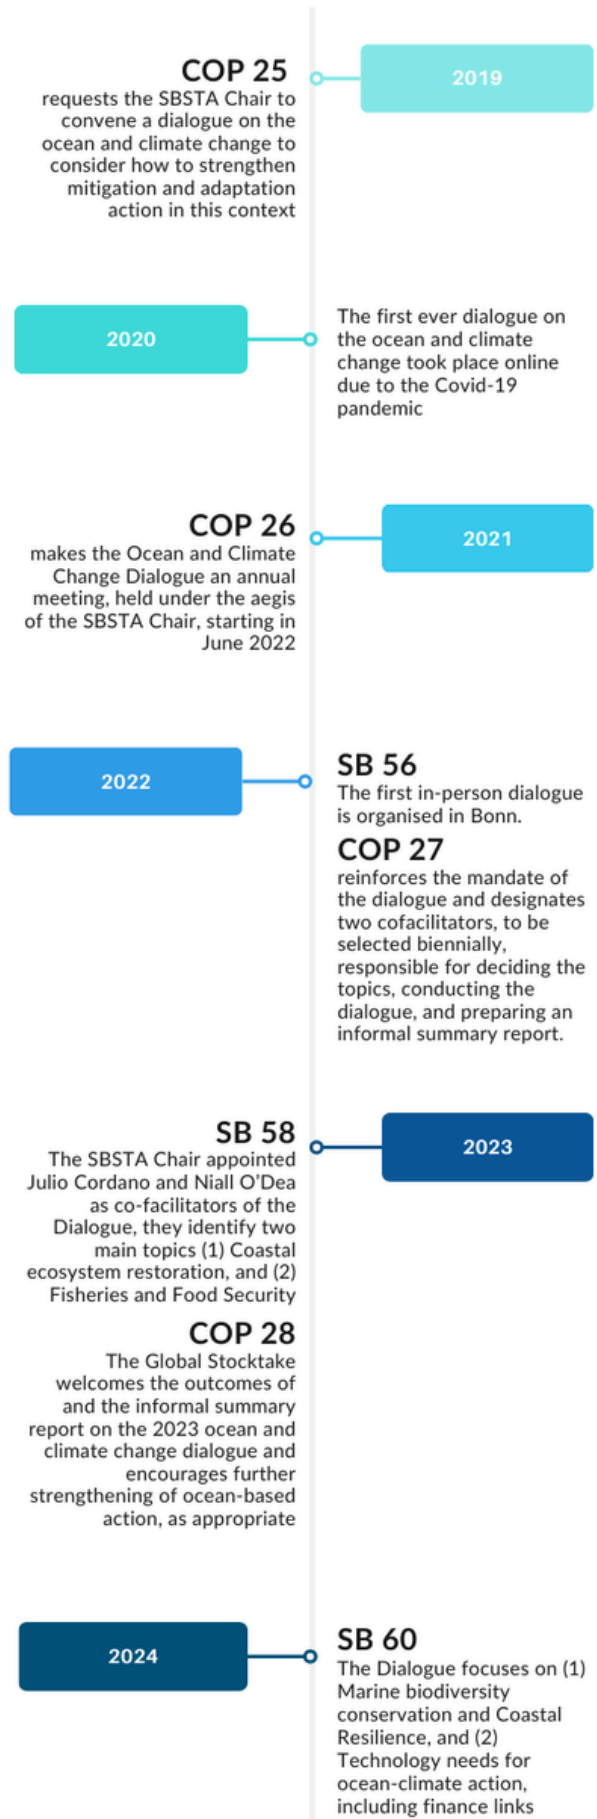 COP 25
2019
requests the SBSTA Chair to
convene a dialogue on the
ocean and climate change to
consider how to strengthen
mitigation and adaptation
action in this context
2020
The first ever dialogue on
the ocean and climate
change took place online
due to the Covid-19
pandemic
COP 26
2021
makes the Ocean and Climate
Change Dialogue an annual
meeting, held under the aegis
of the SBSTA Chair, starting in
June 2022
2022
SB 56
The first in-person dialogue
is organised in Bonn.
COP 27
reinforces the mandate of
the dialogue and designates
two cofacilitators, to be
selected biennially,
responsible for deciding the
topics, conducting the
dialogue, and preparing an
informal summary report.
SB 58
2023
The SBSTA Chair appointed
Julio Cordano and Niall O'Dea
as co-facilitators of the
Dialogue, they identify two
main topics (1) Coastal
ecosystem restoration, and (2)
Fisheries and Food Security
COP 28
The Global Stocktake
welcomes the outcomes of
and the informal summary
report on the 2023 ocean and
climate change dialogue and
encourages further
strengthening of ocean-based
action, as appropriate
2024
SB 60
The Dialogue focuses on (1)
Marine biodiversity
conservation and Coastal
Resilience, and (2)
Technology needs for
ocean-climate action,
including finance links